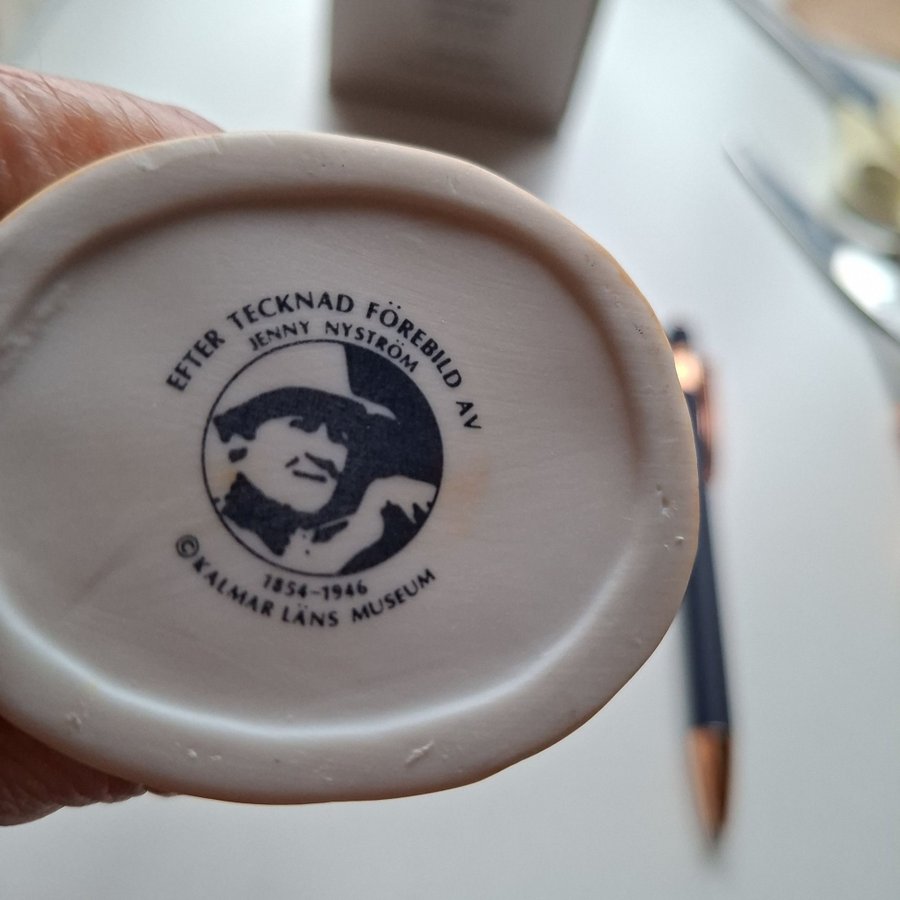 EFTER TECKNAD FÖREBILD AV
JENNY NYSTRÖM
1854-1946
©KALMAR LÄNS MUSEUM